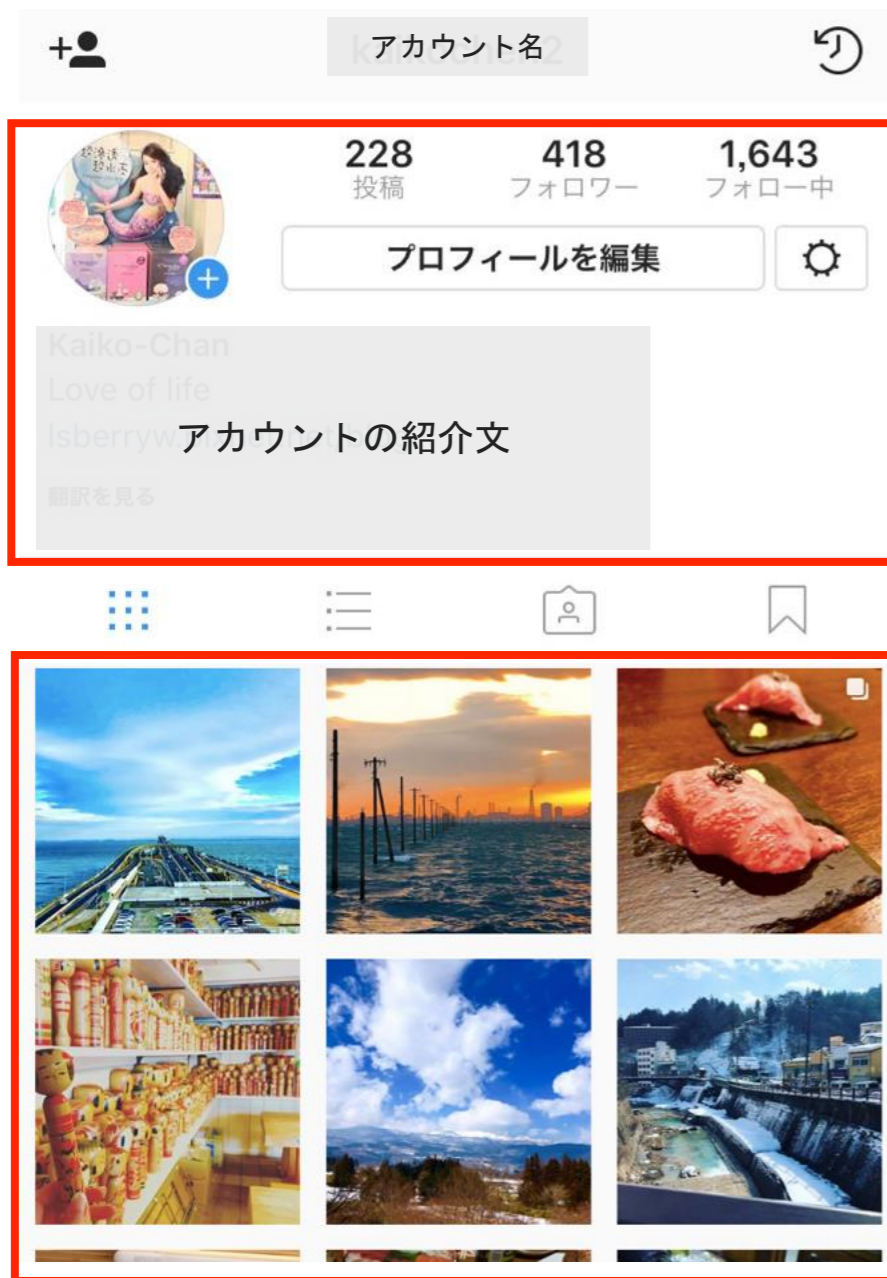 アカウント名
228
418
1,643
投稿
フォロワー
フォロー中
プロフィールを編集
Kaiko-Chan
Love of life
アカウントの紹介文
翻訳を見る